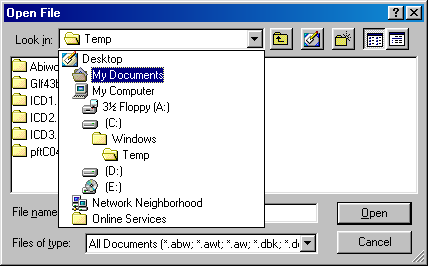 Open File
Look in: Temp
Desktop
My Documents
My Computer
3½ Floppy (A:)
(C:)
Windows
Temp
(D:)
(E:)
Network Neighborhood
Online Services
Abiwo
GIf43b
ICD1.
ICD2.
ICD3.
pftC04
File name
Open
Files of type: All Documents (*.abw; *.awt; *.aw; *.dbk; *.d
Cancel